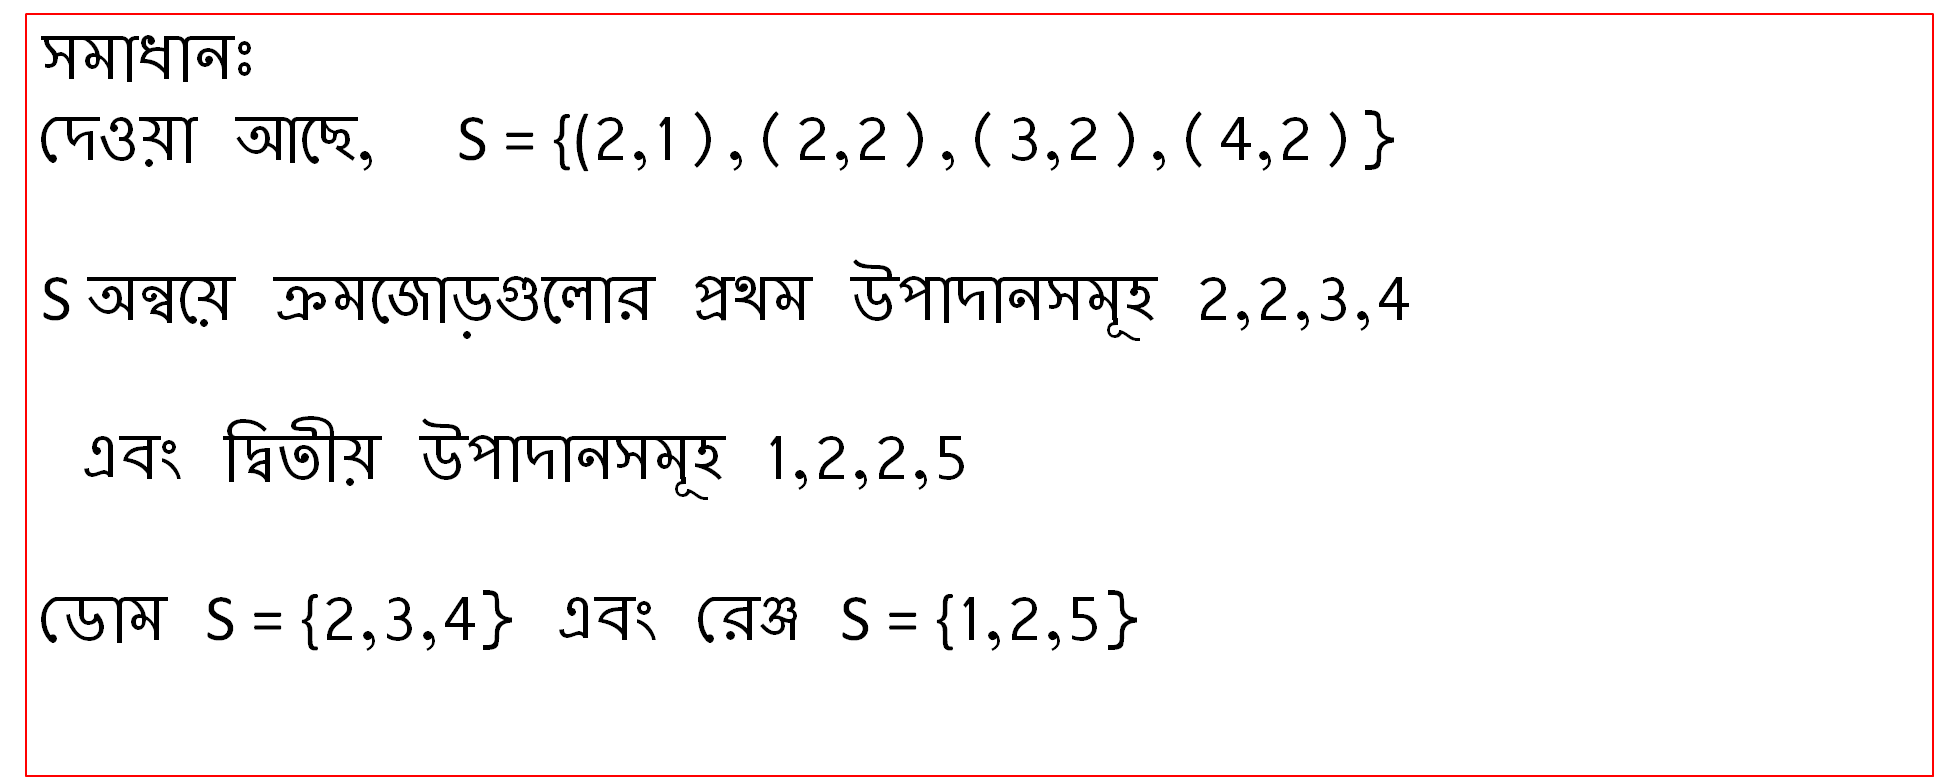 সমাধানঃ
দেওয়া আছে, S = {(2,1),(2,2),(3,2),(4,2)}
S অন্বয়ে ক্রমজোড়গুলোর প্রথম উপাদানসমূহ 2,2,3,4
এবং দ্বিতীয় উপাদানসমূহ 1,2,2,5
ডোম S = {2,3,4} এবং রেঞ্জ S = {1,2,5}